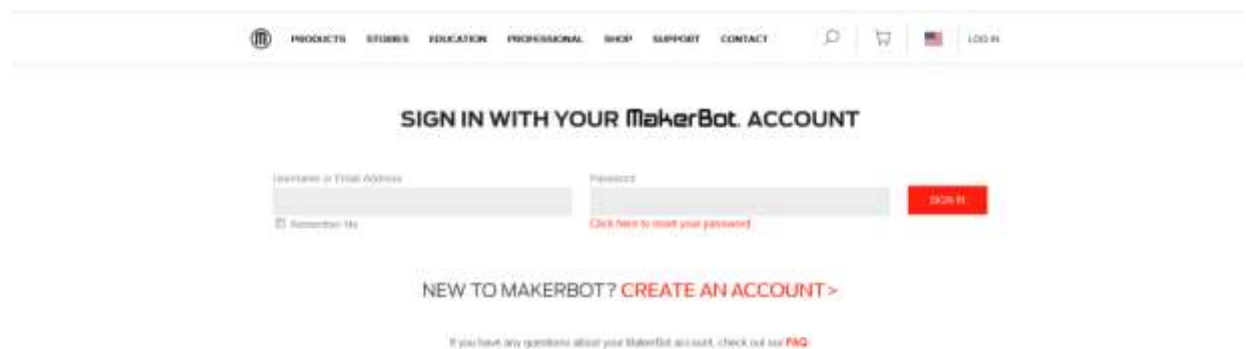 PRODUCTS STORIES EDUCATION PROFESSIONAL SHOP SUPPORT CONTACT LOG IN
SIGN IN WITH YOUR MakerBot. ACCOUNT
Username or Email Address Password
SIGN IN
Remember Me Click here to reset your password
NEW TO MAKERBOT? CREATE AN ACCOUNT >
If you have any questions about your MakerBot account, check out our FAQ